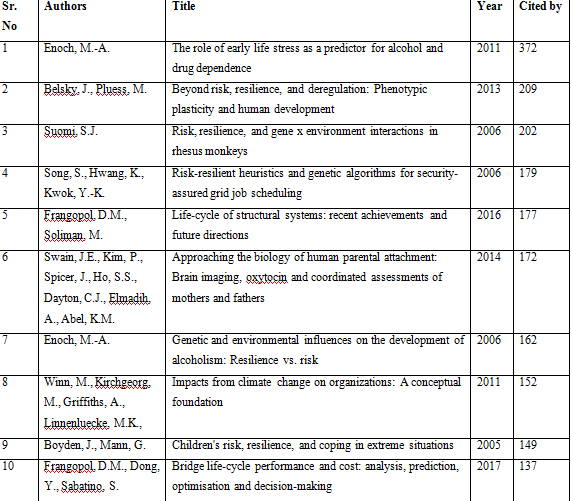 Sr. No Authors Title Year Cited by
1 Enoch, M.-A. The role of early life stress as a predictor for alcohol and
drug dependence 2011 372
2 Belsky, J., Pluess, M. Beyond risk, resilience, and deregulation: Phenotypic
plasticity and human development 2013 209
3 Suomi, S.J. Risk, resilience, and gene x environment interactions in
rhesus monkeys 2006 202
4 Song, S., Hwang, K.,
Kwok, Y.-K. Risk-resilient heuristics and genetic algorithms for security-
assured grid job scheduling 2006 179
5 Frangopol, D.M.,
Soliman, M. Life-cycle of structural systems: recent achievements and
future directions 2016 177
6 Swain, J.E., Kim, P.,
Spicer, J., Ho, S.S.,
Dayton, C.J., Elmadih,
A., Abel, K.M. Approaching the biology of human parental attachment:
Brain imaging, oxytocin and coordinated assessments of
mothers and fathers 2014 172
7 Enoch, M.-A. Genetic and environmental influences on the development of
alcoholism: Resilience vs. risk 2006 162
8 Winn, M., Kirchgeorg,
M., Griffiths, A.,
Linnenluecke, M.K., Impacts from climate change on organizations: A conceptual
foundation 2011 152
9 Boyden, J., Mann, G. Children's risk, resilience, and coping in extreme situations 2005 149
10 Frangopol, D.M., Dong,
Y., Sabatino, S. Bridge life-cycle performance and cost: analysis, prediction,
optimisation and decision-making 2017 137